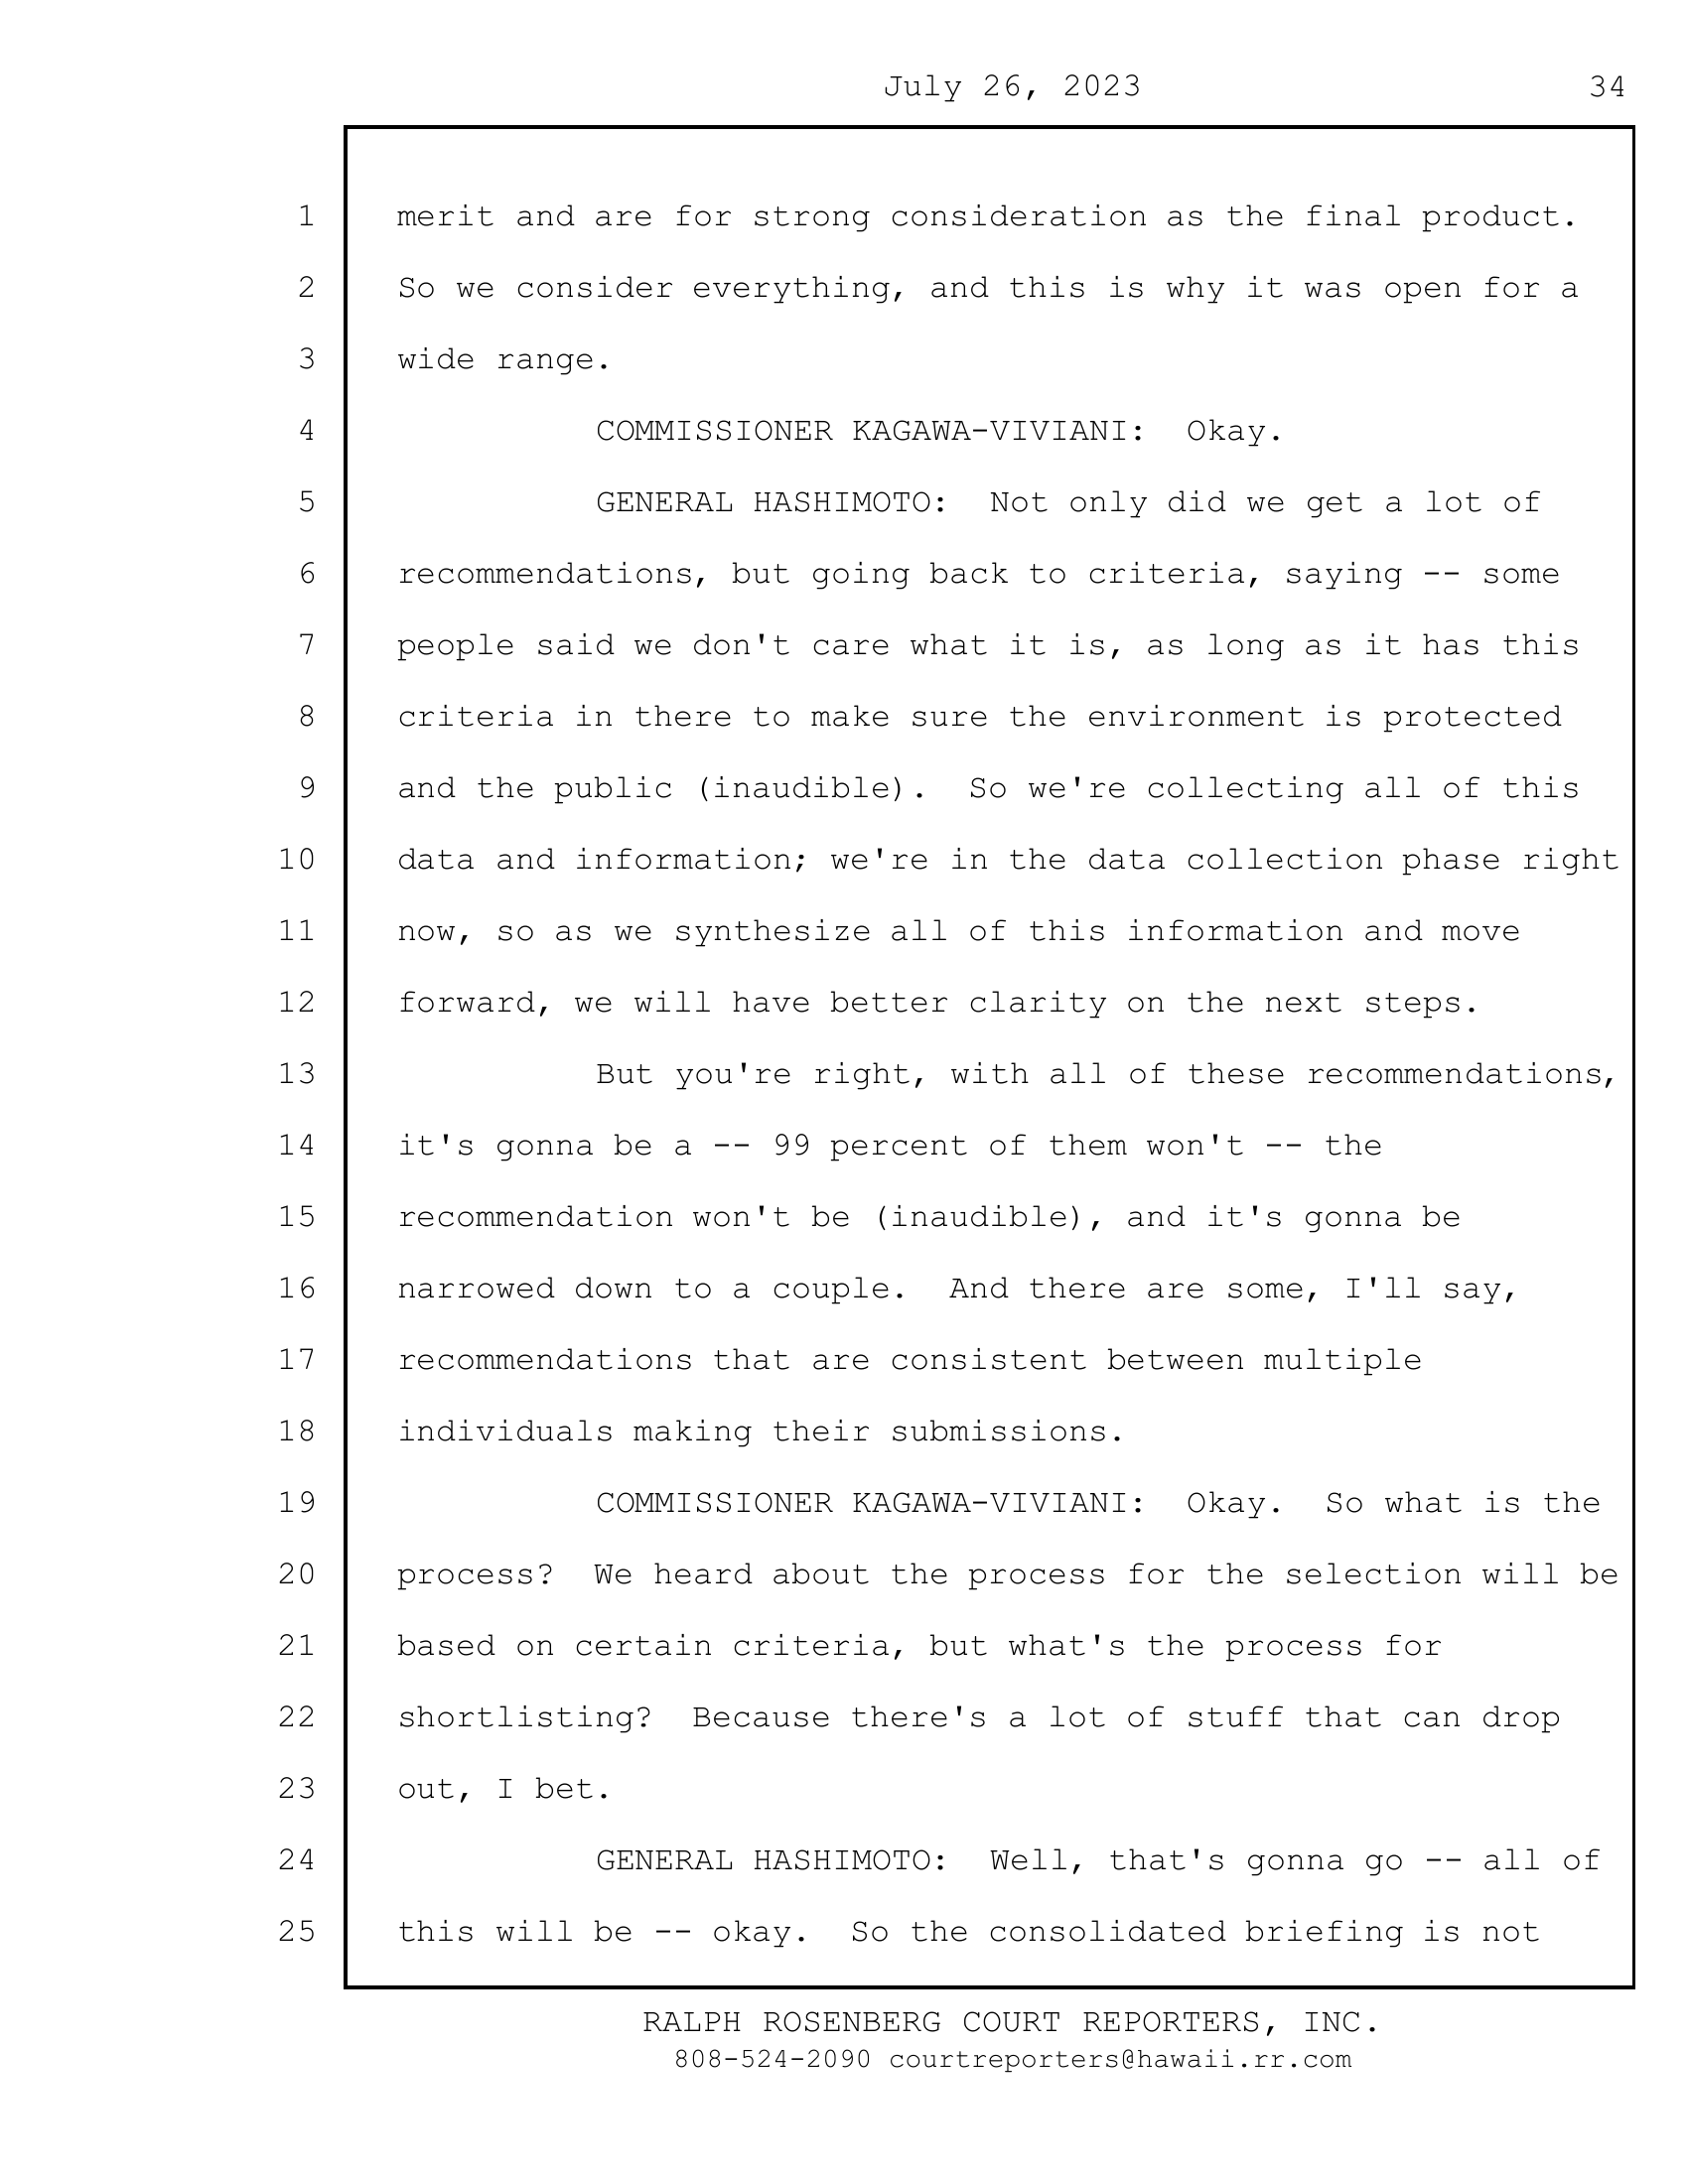 July 26, 2023 34
1 merit and are for strong consideration as the final product.
2 So we consider everything, and this is why it was open for a
3 wide range.
4 COMMISSIONER KAGAWA-VIVIANI:  Okay.
5 GENERAL HASHIMOTO:  Not only did we get a lot of
6 recommendations, but going back to criteria, saying -- some
7 people said we don't care what it is, as long as it has this
8 criteria in there to make sure the environment is protected
9 and the public (inaudible).  So we're collecting all of this
10 data and information; we're in the data collection phase right
11 now, so as we synthesize all of this information and move
12 forward, we will have better clarity on the next steps.
13 But you're right, with all of these recommendations,
14 it's gonna be a -- 99 percent of them won't -- the
15 recommendation won't be (inaudible), and it's gonna be
16 narrowed down to a couple.  And there are some, I'll say,
17 recommendations that are consistent between multiple
18 individuals making their submissions.
19 COMMISSIONER KAGAWA-VIVIANI:  Okay.  So what is the
20 process?  We heard about the process for the selection will be
21 based on certain criteria, but what's the process for
22 shortlisting?  Because there's a lot of stuff that can drop
23 out, I bet.
24 GENERAL HASHIMOTO:  Well, that's gonna go -- all of
25 this will be -- okay.  So the consolidated briefing is not
RALPH ROSENBERG COURT REPORTERS, INC.
808-524-2090 courtreporters@hawaii.rr.com